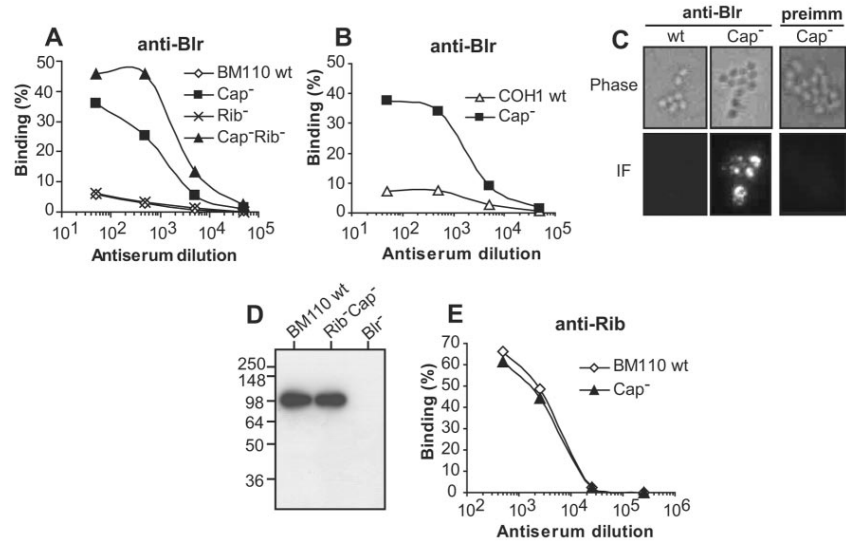 A
anti-Blr
Binding (%)
50
40
30
20
10
0
10¹ 10² 10³ 10⁴ 10⁵
Antiserum dilution
BM110 wt
Cap⁻
Rib⁻
Cap⁻Rib⁻
B
anti-Blr
Binding (%)
50
40
30
20
10
0
10¹ 10² 10³ 10⁴ 10⁵
Antiserum dilution
COH1 wt
Cap⁻
C
anti-Blr preimm
wt Cap⁻ Cap⁻
Phase
IF
D
BM110 wt
Rib⁻Cap⁻
Blr⁻
250
148
98
64
50
36
E
anti-Rib
Binding (%)
70
60
50
40
30
20
10
0
10² 10³ 10⁴ 10⁵ 10⁶
Antiserum dilution
BM110 wt
Cap⁻